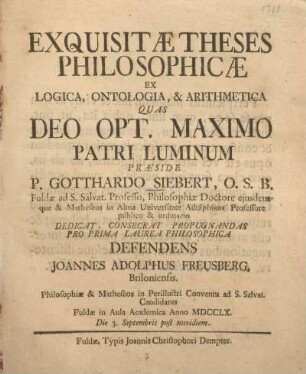 EXQUISITÆ THESES
PHILOSOPHICÆ
EX
LOGICA, ONTOLOGIA, & ARITHMETICA
QUAS
DEO OPT. MAXIMO
PATRI LUMINUM
PRÆSIDE
P. GOTTHARDO SIEBERT, O. S. B.
Fuldæ ad S. Salvat. Professo, Philosophiæ Doctore ejusdem-
que & Matheseos in Alma Universitate Adolphina Professore
publico & ordinario
DEDICAT, CONSECRAT PROPUGNANDAS
PRO PRIMA LAUREA PHILOSOPHICA
DEFENDENS
JOANNES ADOLPHUS FREUSBERG,
Briloniensis.
Philosophiæ & Matheseos in Perillustri Conventu ad S. Salvat.
Candidatus
Fuldæ in Aula Academica Anno MDCCLX.
Die 3. Septembris post meridiem.
Fuldæ, Typis Joannis Christophori Dempter.